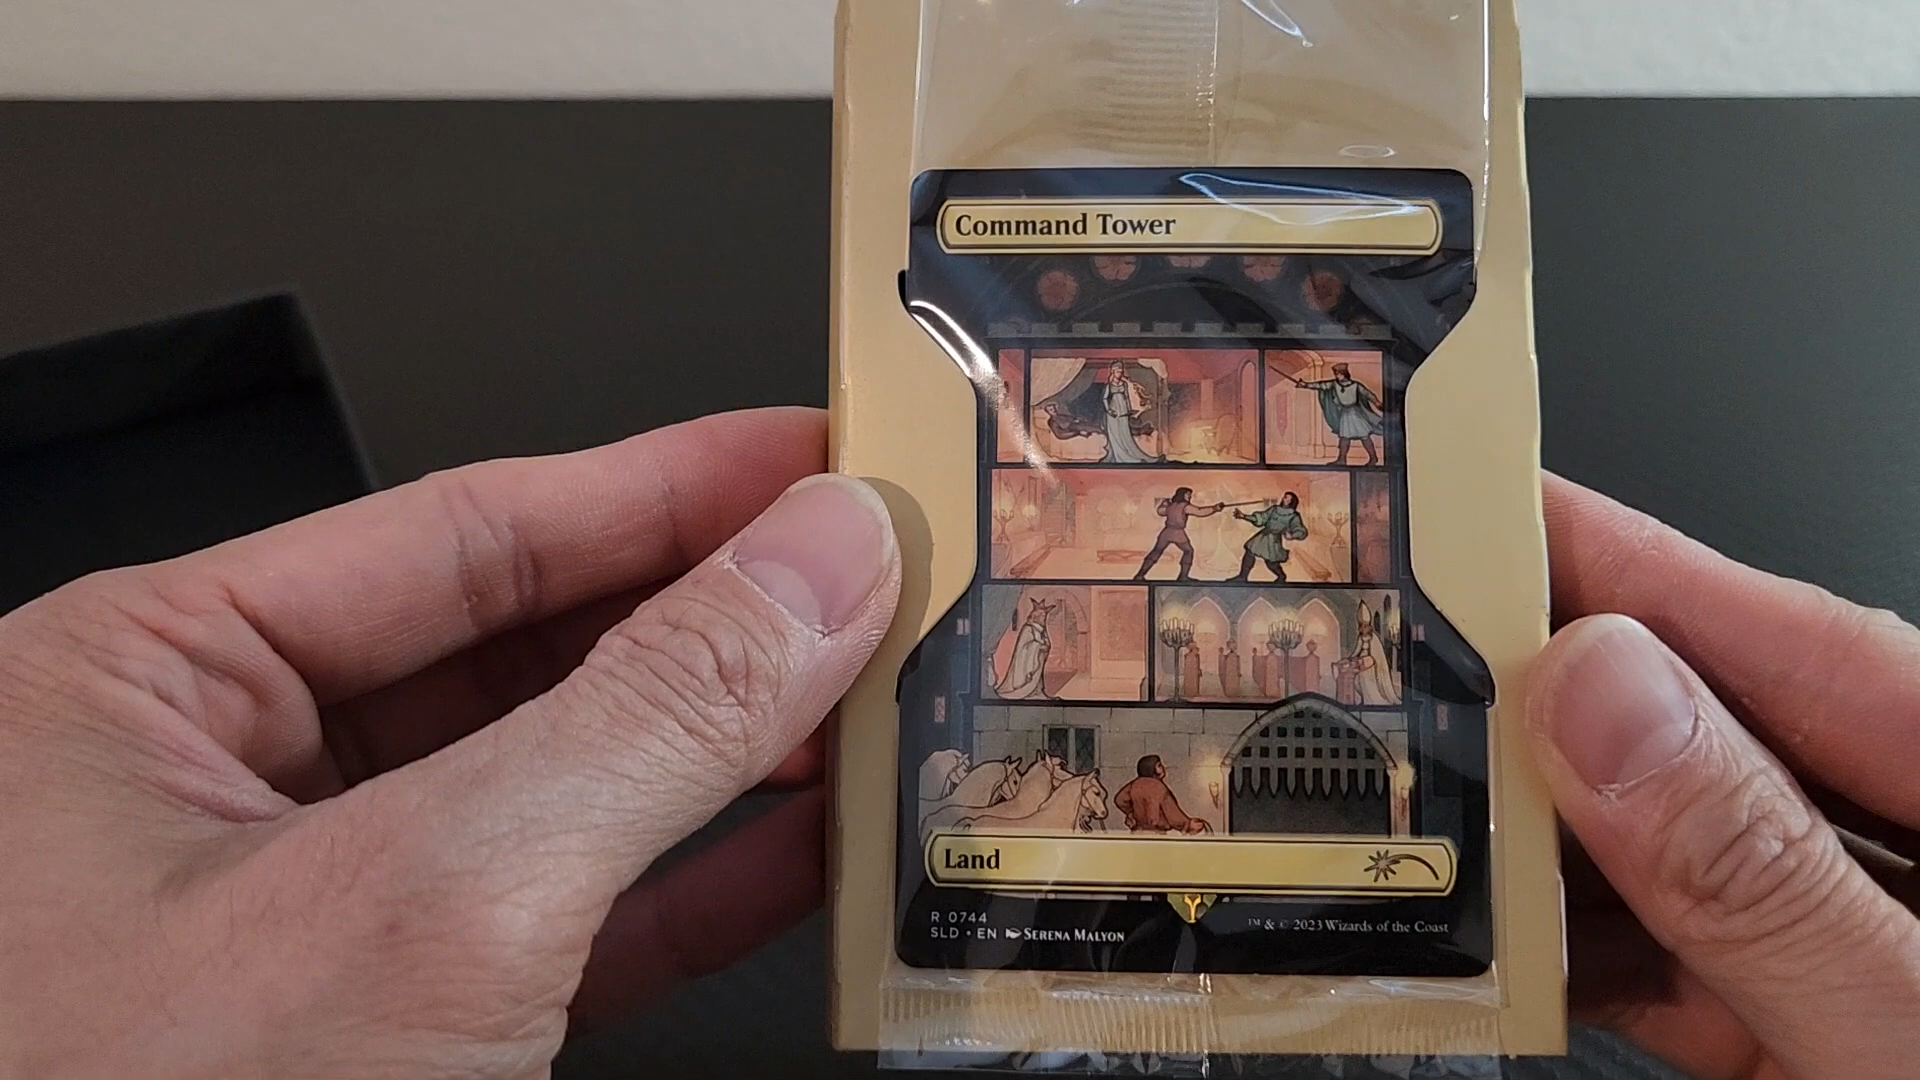 Command Tower
Land
R 0744
SLD • EN SERENA MALYON
™ & © 2023 Wizards of the Coast